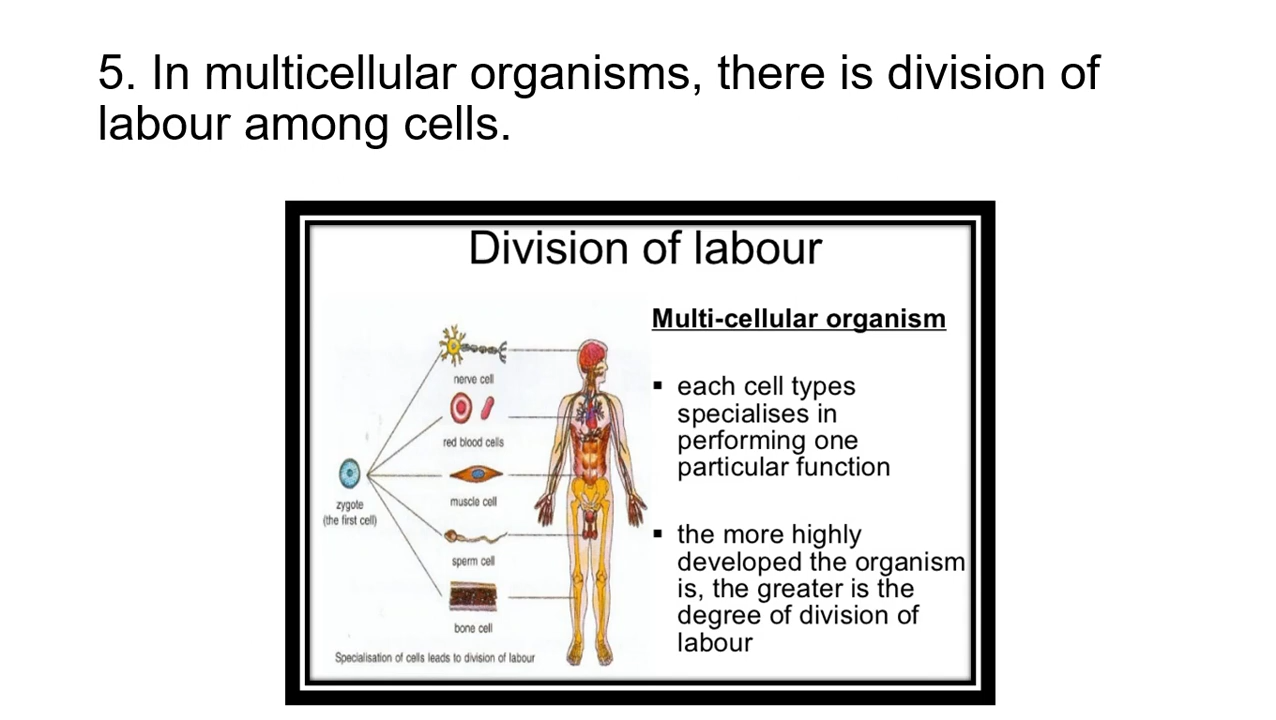 5. In multicellular organisms, there is division of
labour among cells.
Division of labour
Multi-cellular organism
▪ each cell types
specialises in
performing one
particular function
▪ the more highly
developed the organism
is, the greater is the
degree of division of
labour
nerve cell
red blood cells
muscle cell
zygote
(the first cell)
sperm cell
bone cell
Specialisation of cells leads to division of labour